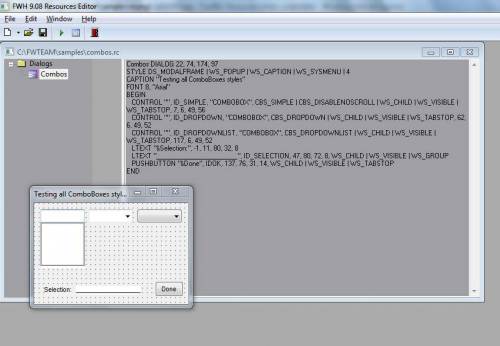 FWH 9.08 Resources Editor
File Edit Window Help
C:\FWTEAM\samples\combos.rc
Dialogs
Combos
Combos DIALOG 22, 74, 174, 97
STYLE DS_MODALFRAME | WS_POPUP | WS_CAPTION | WS_SYSMENU | 4
CAPTION "Testing all ComboBoxes styles"
FONT 8, "Arial"
BEGIN
CONTROL "", ID_SIMPLE, "COMBOBOX", CBS_SIMPLE | CBS_DISABLENOSCROLL | WS_CHILD | WS_VISIBLE |
WS_TABSTOP, 7, 6, 49, 56
CONTROL "", ID_DROPDOWN, "COMBOBOX", CBS_DROPDOWN | WS_CHILD | WS_VISIBLE | WS_TABSTOP, 62,
6, 49, 52
CONTROL "", ID_DROPDOWNLIST, "COMBOBOX", CBS_DROPDOWNLIST | WS_CHILD | WS_VISIBLE |
WS_TABSTOP, 117, 6, 49, 52
LTEXT "&Selection:", -1, 11, 80, 32, 8
LTEXT "____________________", ID_SELECTION, 47, 80, 72, 8, WS_CHILD | WS_VISIBLE | WS_GROUP
PUSHBUTTON "&Done", IDOK, 137, 76, 31, 14, WS_CHILD | WS_VISIBLE | WS_TABSTOP
END
Testing all ComboBoxes styl...
Selection: ____________________
Done